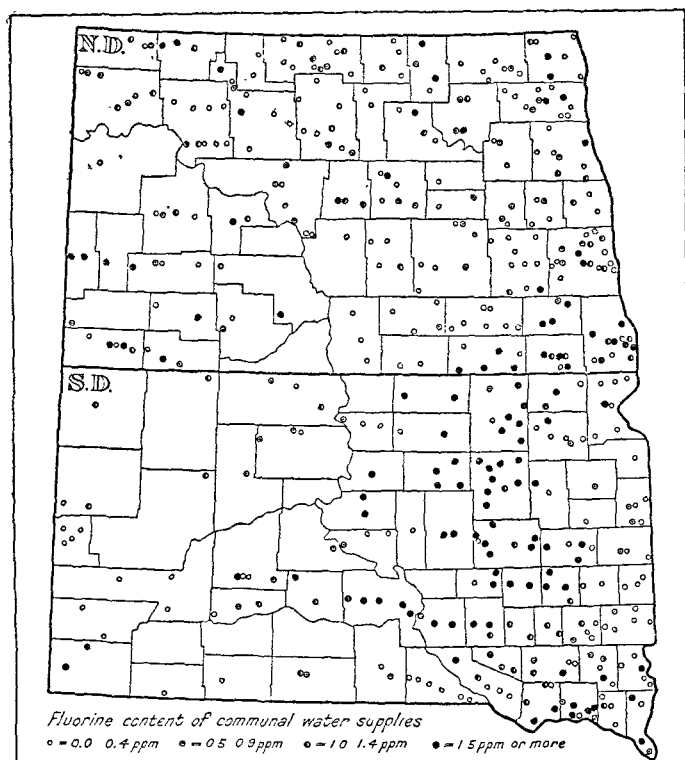 N.D.
S.D.
Fluorine content of communal water supplies
○ = 0.0 0.4 ppm ◒ = 0.5 0.9 ppm ◑ = 1.0 1.4 ppm ● = 1.5 ppm or more